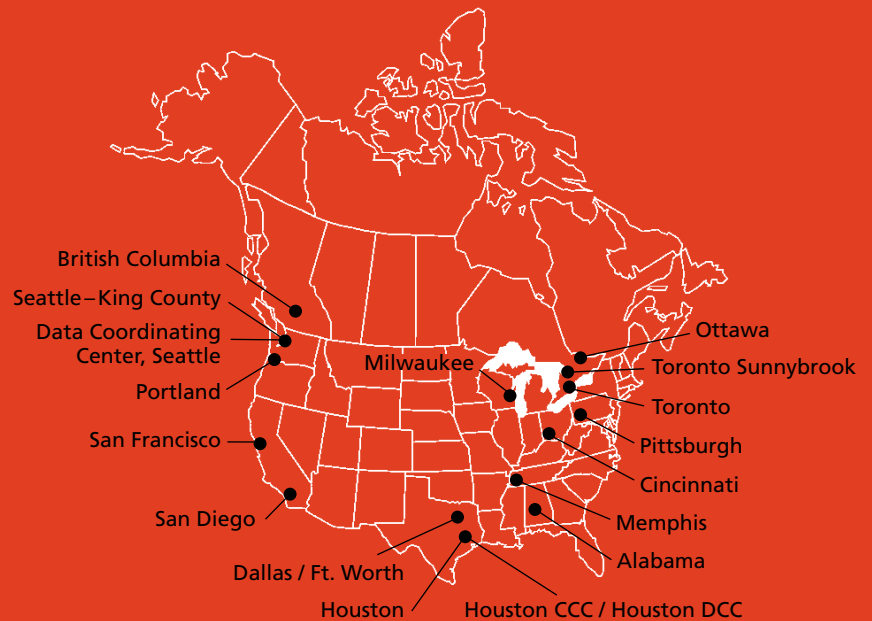 British Columbia
Seattle–King County
Data Coordinating
Center, Seattle
Portland
San Francisco
San Diego
Dallas / Ft. Worth
Houston
Houston CCC / Houston DCC
Milwaukee
Ottawa
Toronto Sunnybrook
Toronto
Pittsburgh
Cincinnati
Memphis
Alabama